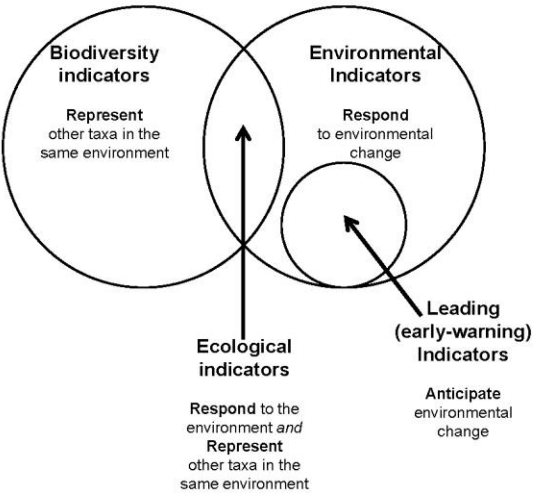 Biodiversity
indicators
Represent
other taxa in the
same environment
Environmental
Indicators
Respond
to environmental
change
Ecological
indicators
Respond to the
environment and
Represent
other taxa in the
same environment
Leading
(early-warning)
Indicators
Anticipate
environmental
change